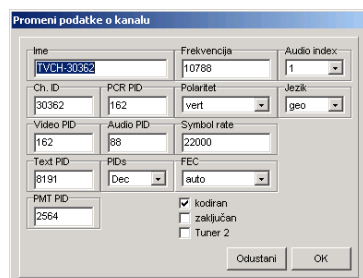 Promeni podatke o kanalu
Ime Frekvencija Audio index
TVCH-30362 10788 1
Ch. ID PCR PID Polaritet Jezik
30362 162 vert geo
Video PID Audio PID Symbol rate
162 88 22000
Text PID PIDs FEC
8191 Dec auto
PMT PID
2564
kodiran
zaključan
Tuner 2
Odustani OK